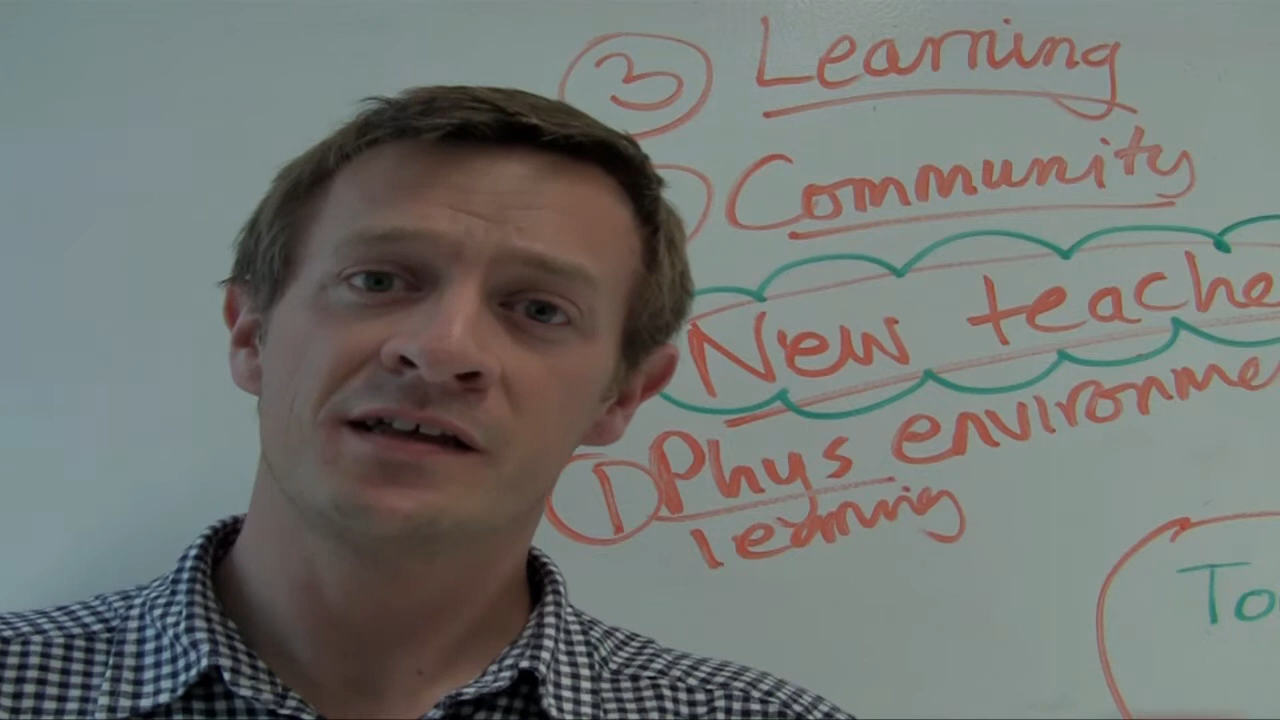 3 Learning
Community
New teache
1 Phys environme
learning
To